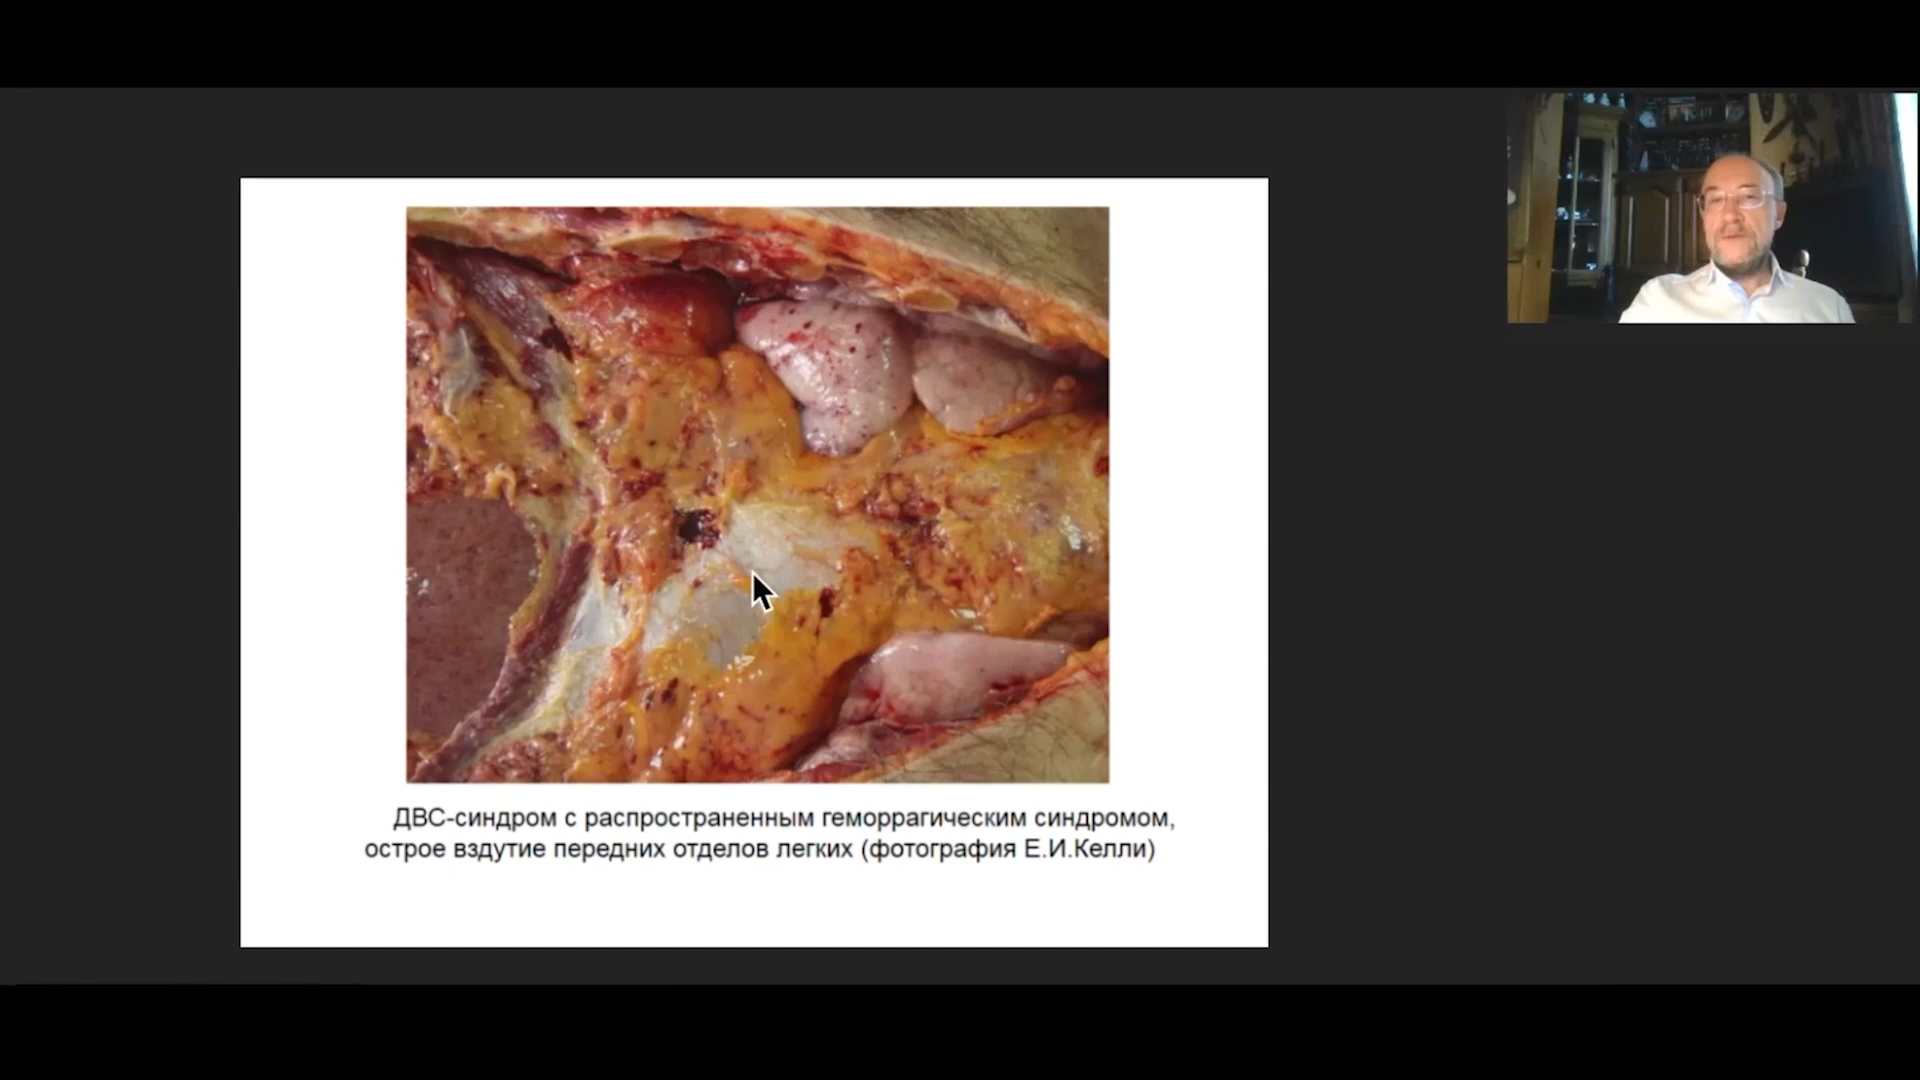 ДВС-синдром с распространенным геморрагическим синдромом,
острое вздутие передних отделов легких (фотография Е.И.Келли)